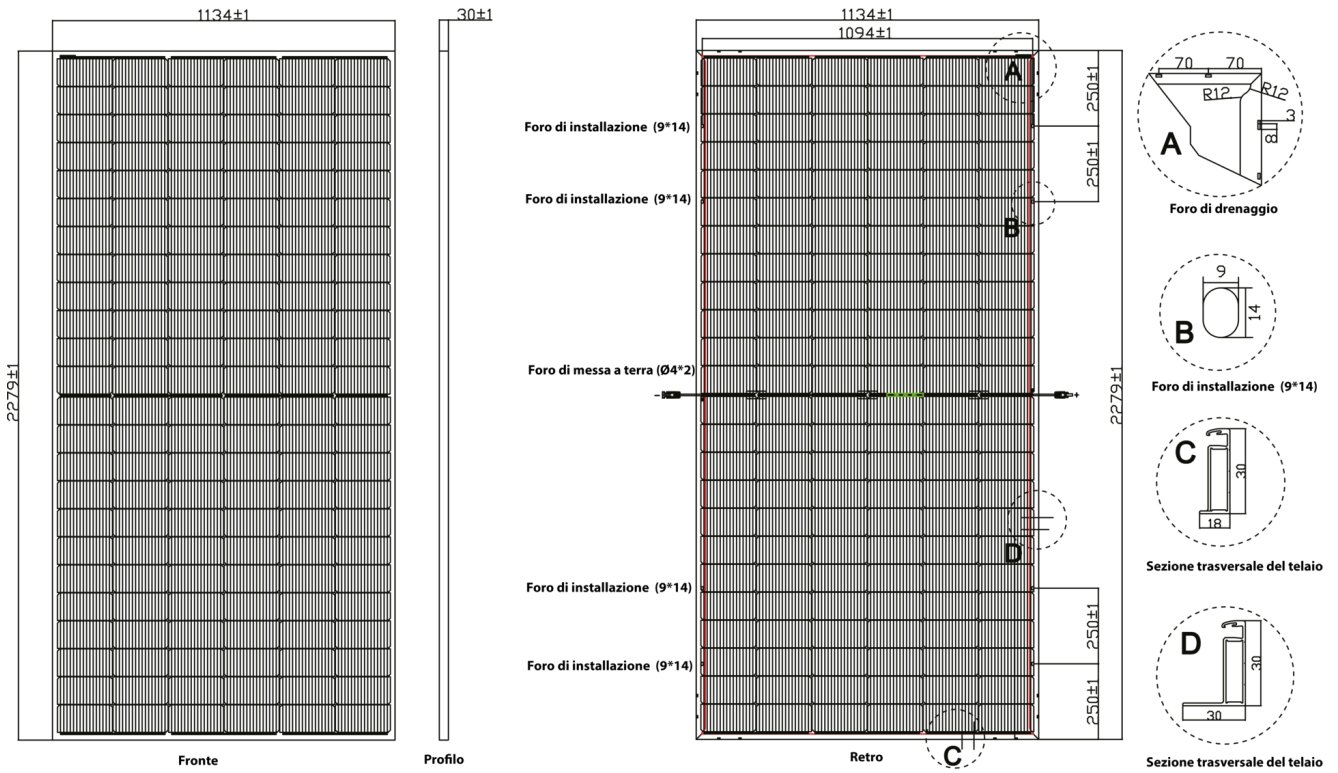 1134±1
30±1
2279±1
Fronte
Profilo
1134±1
1094±1
250±1
250±1
Foro di installazione (9*14)
Foro di installazione (9*14)
Foro di messa a terra (Ø4*2)
Foro di installazione (9*14)
Foro di installazione (9*14)
- +
A
B
D
C
2279±1
250±1
250±1
Retro
70 70
R12 R12
3
8
A
Foro di drenaggio
9
14
B
Foro di installazione (9*14)
C
30
18
Sezione trasversale del telaio
D
30
30
Sezione trasversale del telaio